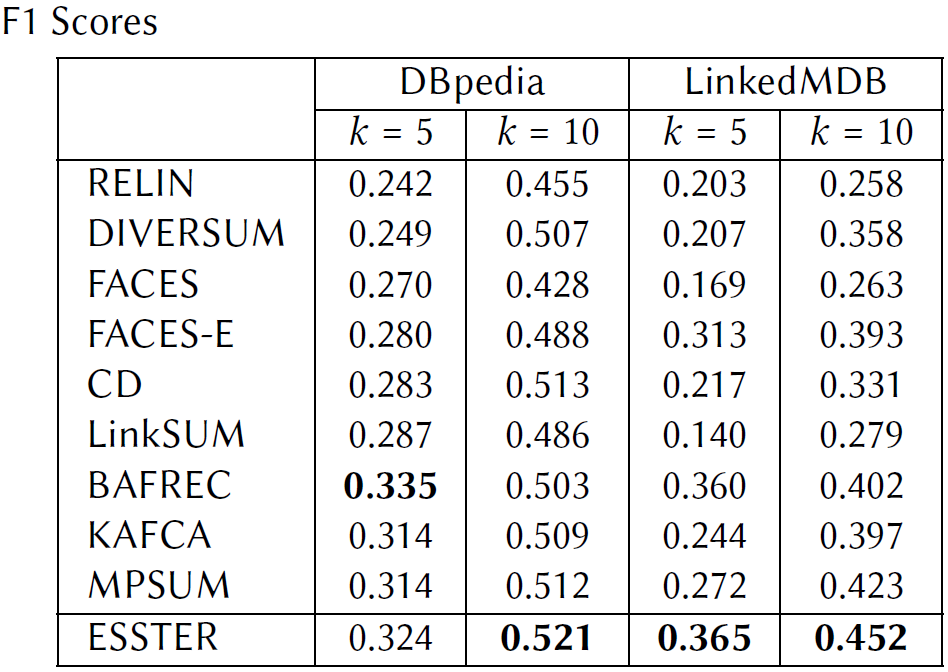 F1 Scores
DBpedia LinkedMDB
k = 5 k = 10 k = 5 k = 10
RELIN 0.242 0.455 0.203 0.258
DIVERSUM 0.249 0.507 0.207 0.358
FACES 0.270 0.428 0.169 0.263
FACES-E 0.280 0.488 0.313 0.393
CD 0.283 0.513 0.217 0.331
LinkSUM 0.287 0.486 0.140 0.279
BAFREC 0.335 0.503 0.360 0.402
KAFCA 0.314 0.509 0.244 0.397
MPSUM 0.314 0.512 0.272 0.423
ESSTER 0.324 0.521 0.365 0.452